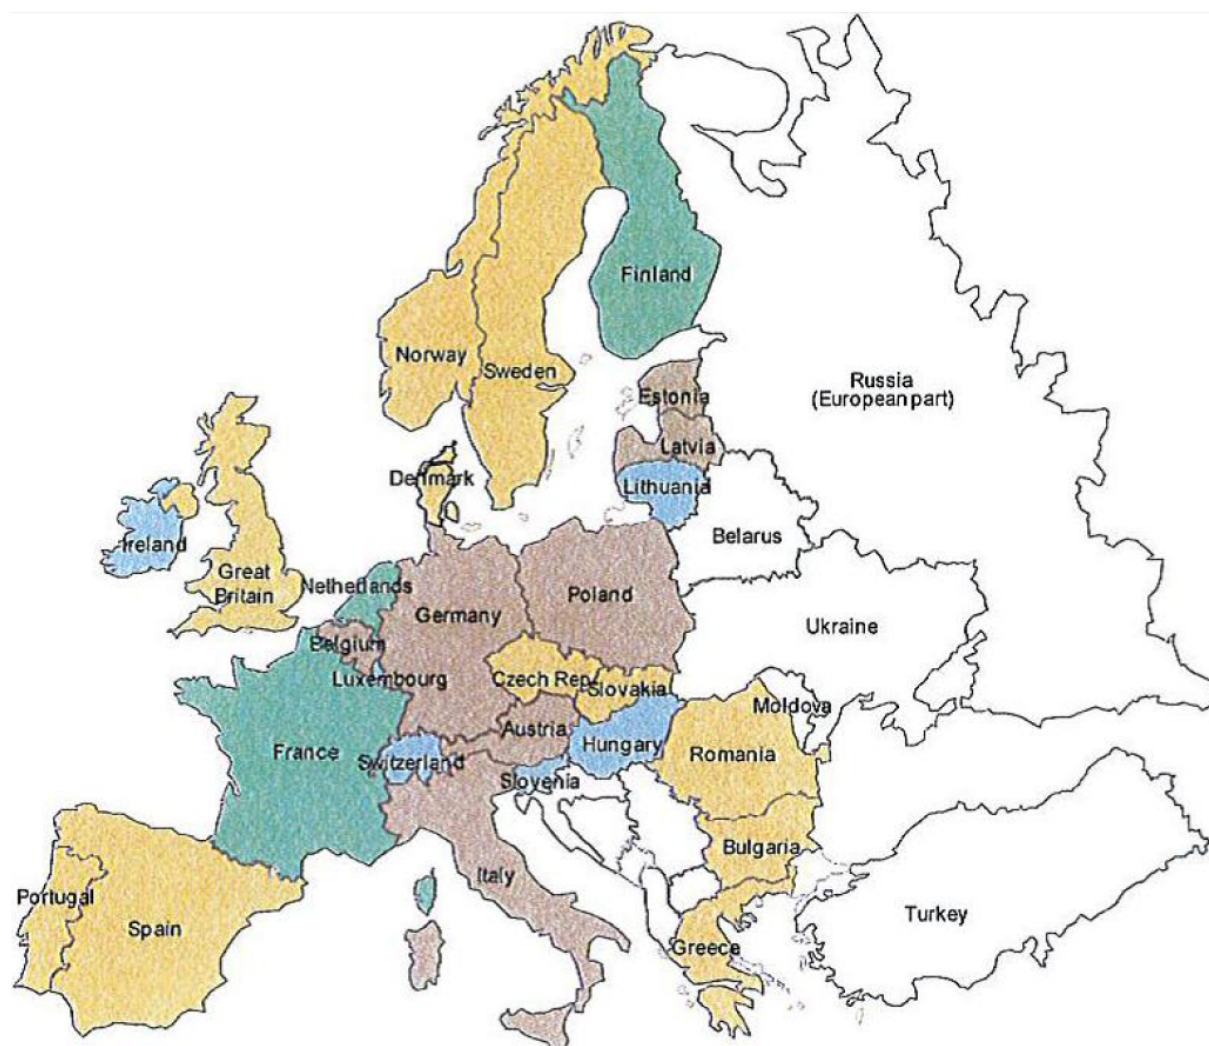 Finland
Norway
Sweden
Estonia
Russia
(European part)
Latvia
Denmark
Lithuania
Belarus
Ireland
Great
Britain
Netherlands
Germany
Poland
Ukraine
Belgium
Luxembourg
Czech Rep.
Slovakia
Moldova
Austria
France
Switzerland
Hungary
Romania
Slovenia
Bulgaria
Italy
Portugal
Spain
Greece
Turkey